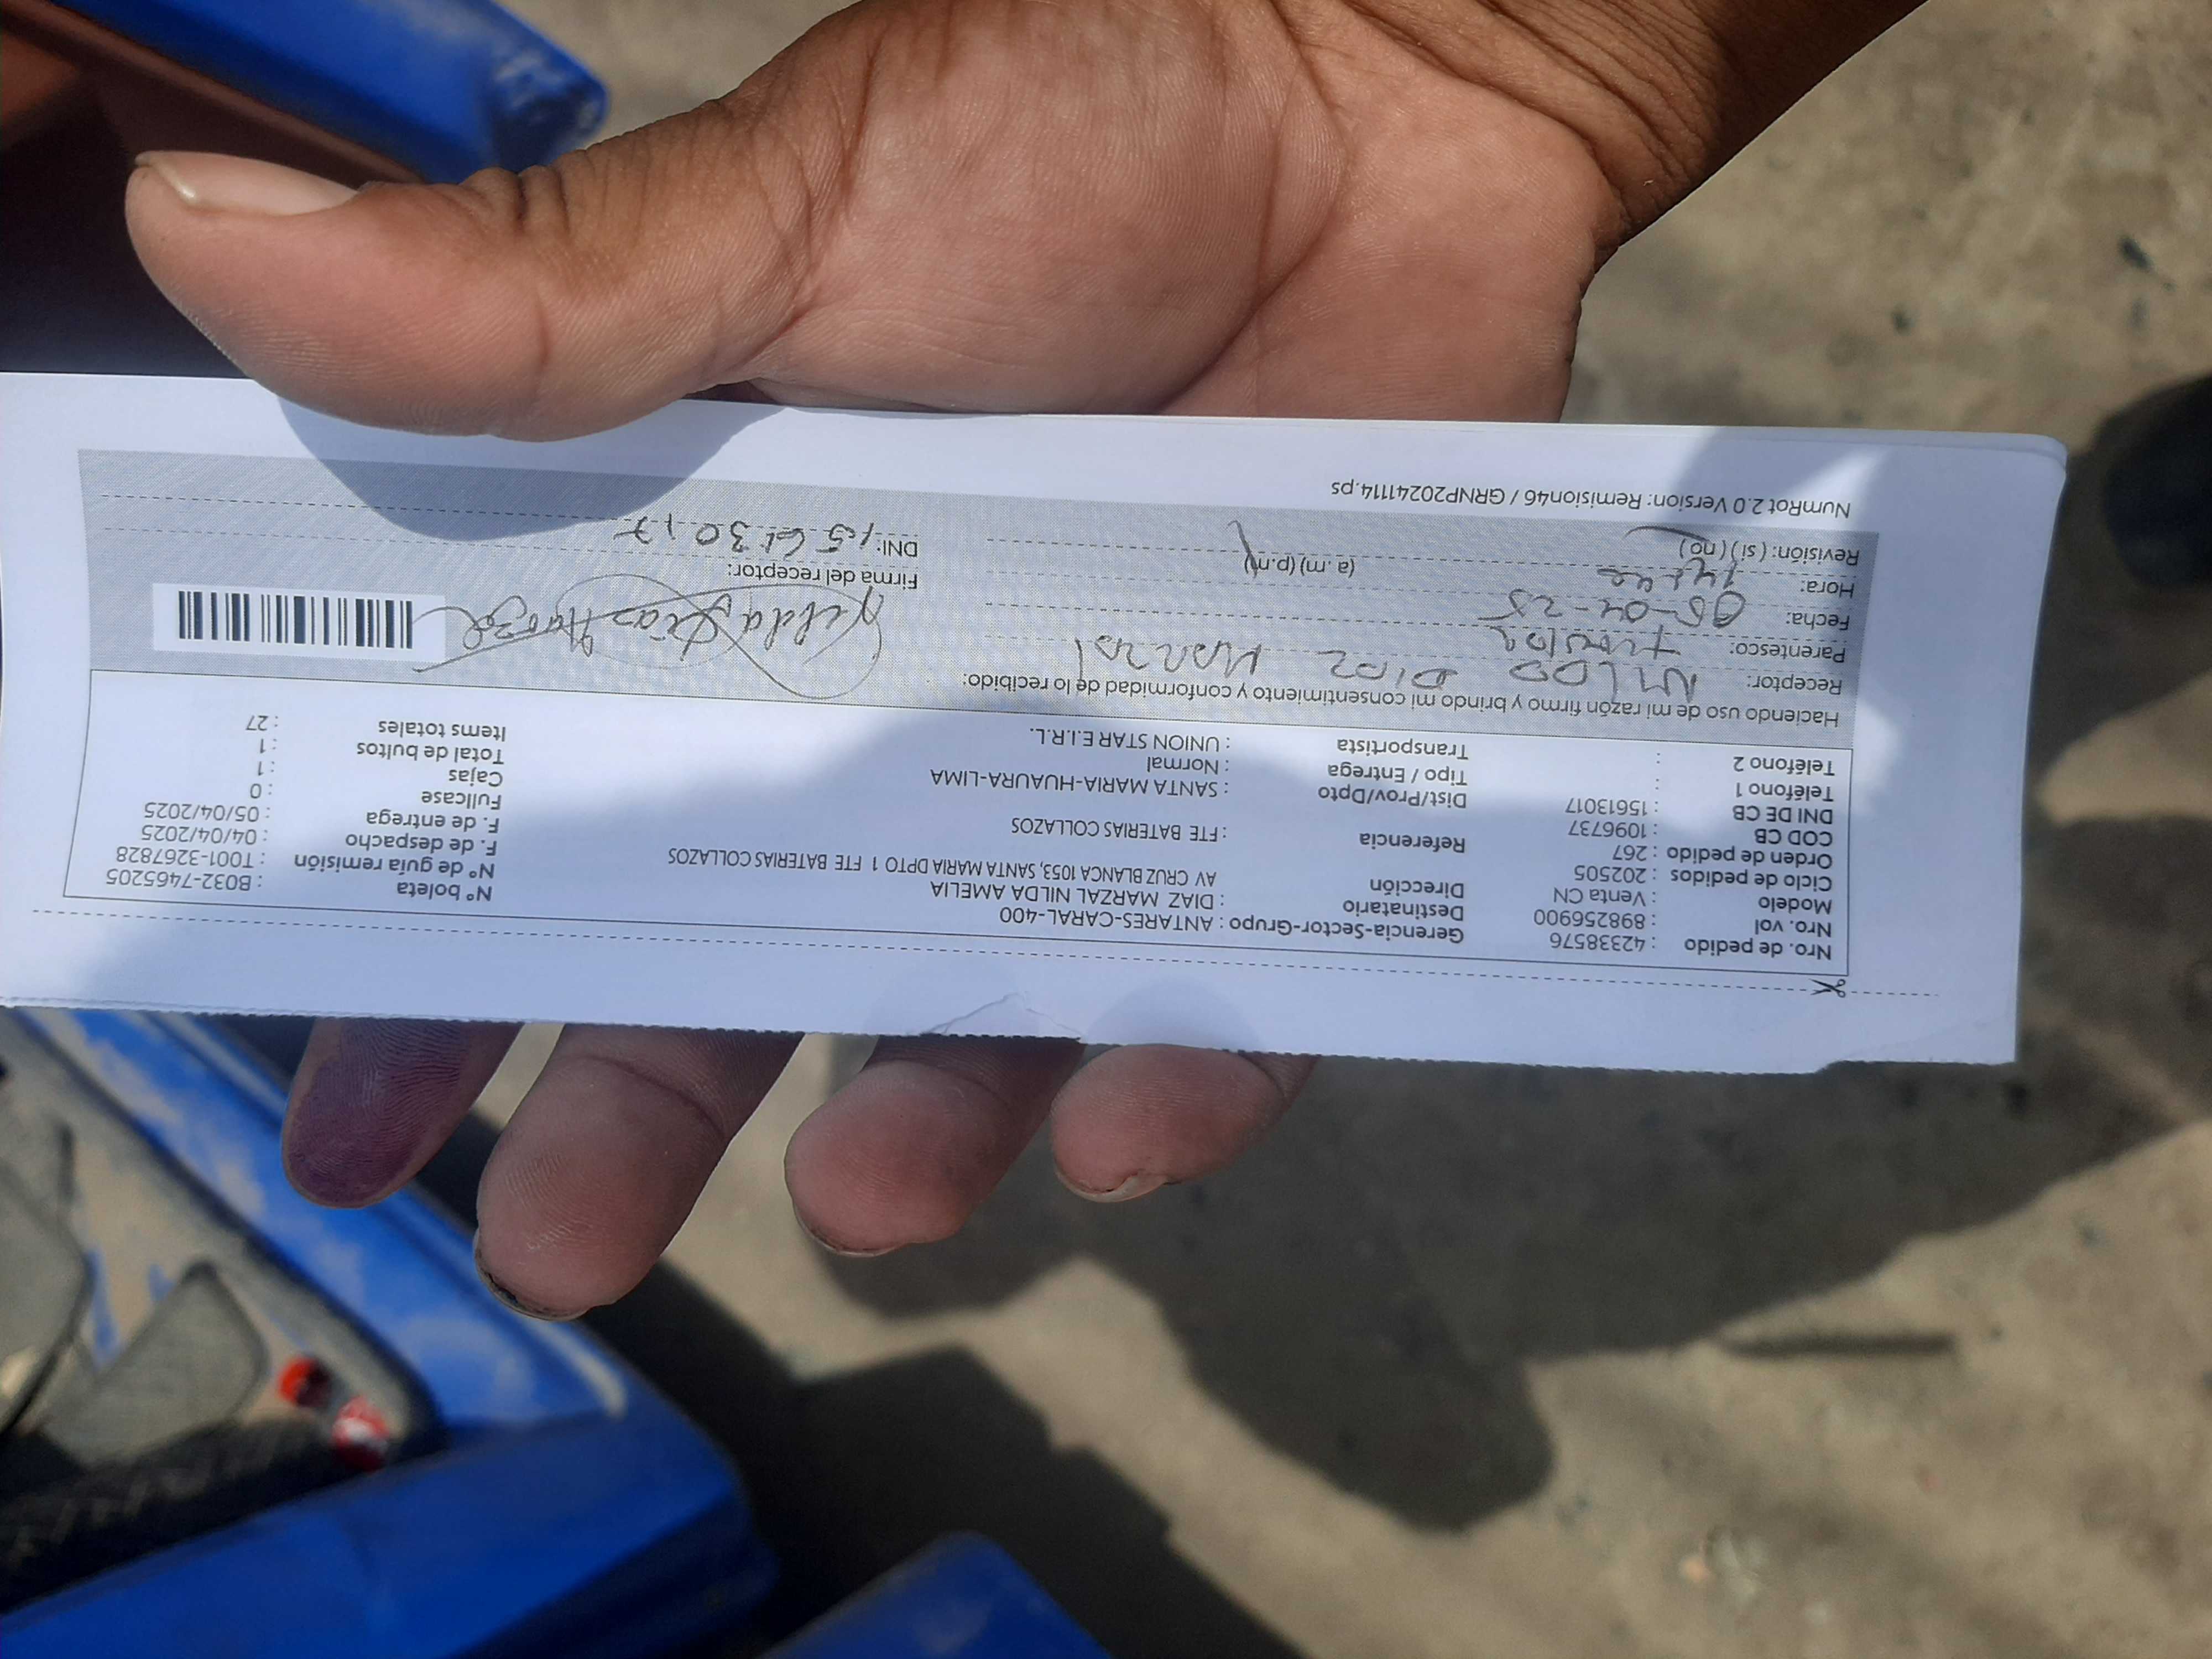 Nro. de pedido : 42338576 Gerencia-Sector-Grupo : ANTARES-CARAL-400 Nº boleta : B032-7465205
Nro. vol : 898256900 Destinatario : DIAZ MARZAL NILDA AMELIA Nº de guía remisión : T001-3267828
Modelo : Venta CN Dirección AV CRUZ BLANCA 1053, SANTA MARIA DPTO 1 FTE BATERIAS COLLAZOS F. de despacho : 04/04/2025
Ciclo de pedidos : 202505 F. de entrega : 05/04/2025
Orden de pedido : 267 Referencia : FTE BATERIAS COLLAZOS Fullcase : 0
COD CB : 1096737 Cajas : 1
DNI DE CB : 15613017 Dist/Prov/Dpto : SANTA MARIA-HUAURA-LIMA Total de bultos : 1
Teléfono 1 : Tipo / Entrega : Normal Items totales : 27
Teléfono 2 : Transportista : UNION STAR E.I.R.L.
Haciendo uso de mi razón firmo y brindo mi consentimiento y conformidad de lo recibido:
Receptor: NILDA DIAZ Marzal
Parentesco: titular
Fecha: 05-04-25
Hora: (a. m) (p.m)
Revisión: (si) (no)
Nilda Diaz Marzal
Firma del receptor:
DNI: 15613017
NumRot 2.0 Version: Remision46 / GRNP20241114.ps